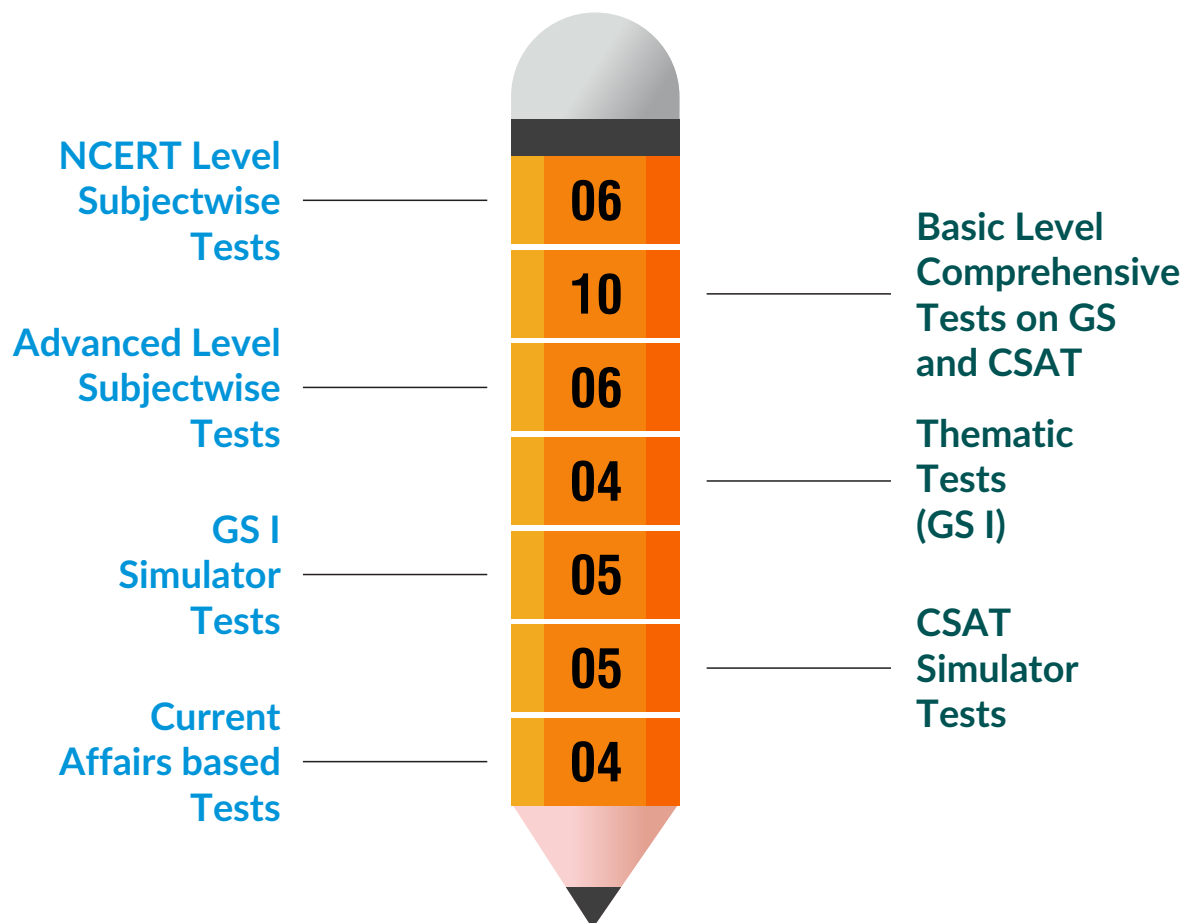 NCERT Level
Subjectwise
Tests
06
10
Basic Level
Comprehensive
Tests on GS
and CSAT
Advanced Level
Subjectwise
Tests
06
04
Thematic
Tests
(GS I)
GS I
Simulator
Tests
05
05
CSAT
Simulator
Tests
Current
Affairs based
Tests
04